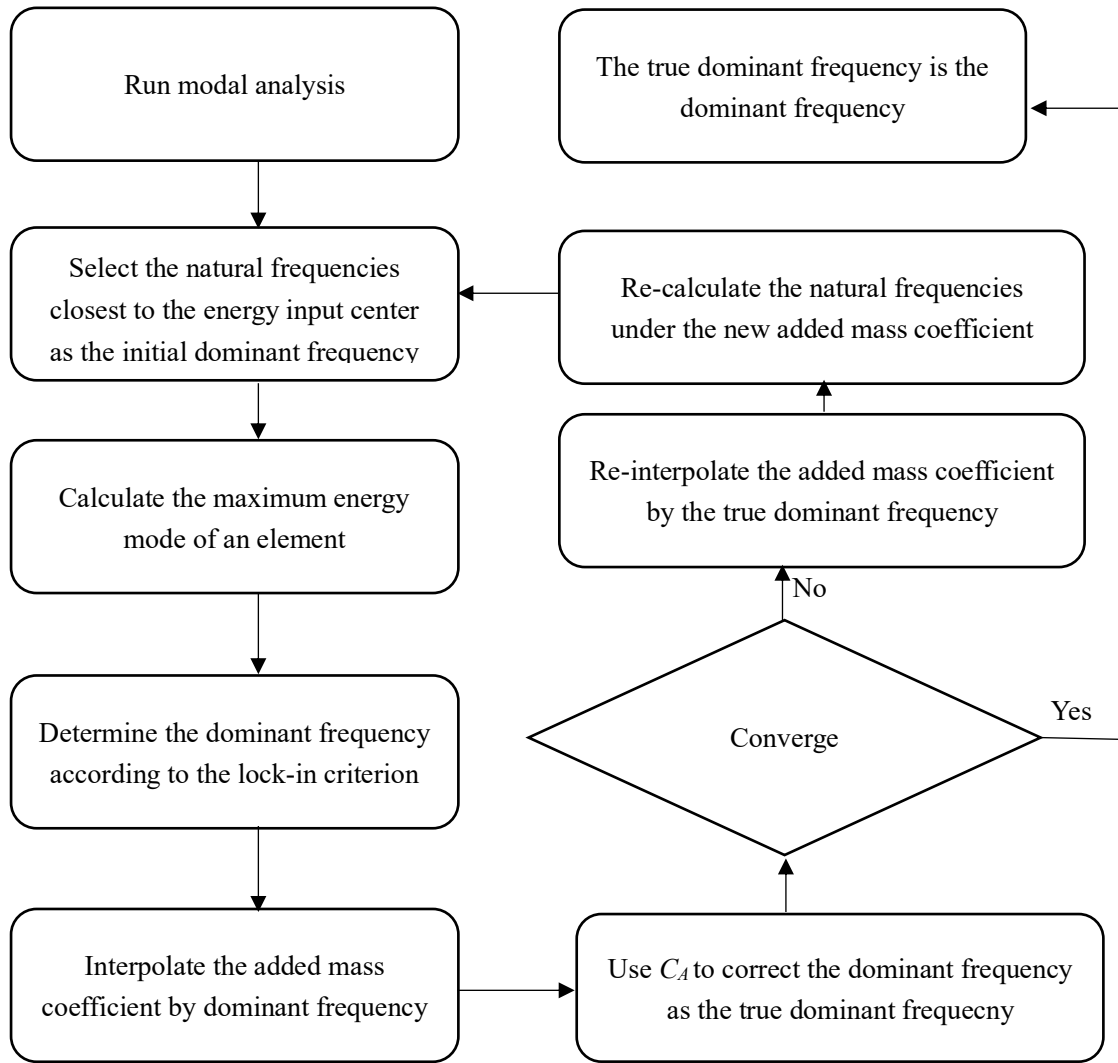 Run modal analysis
Select the natural frequencies
closest to the energy input center
as the initial dominant frequency
Calculate the maximum energy
mode of an element
Determine the dominant frequency
according to the lock-in criterion
Interpolate the added mass
coefficient by dominant frequency
Use C_A to correct the dominant frequency
as the true dominant frequecny
Converge
No
Yes
Re-interpolate the added mass coefficient
by the true dominant frequency
Re-calculate the natural frequencies
under the new added mass coefficient
The true dominant frequency is the
dominant frequency